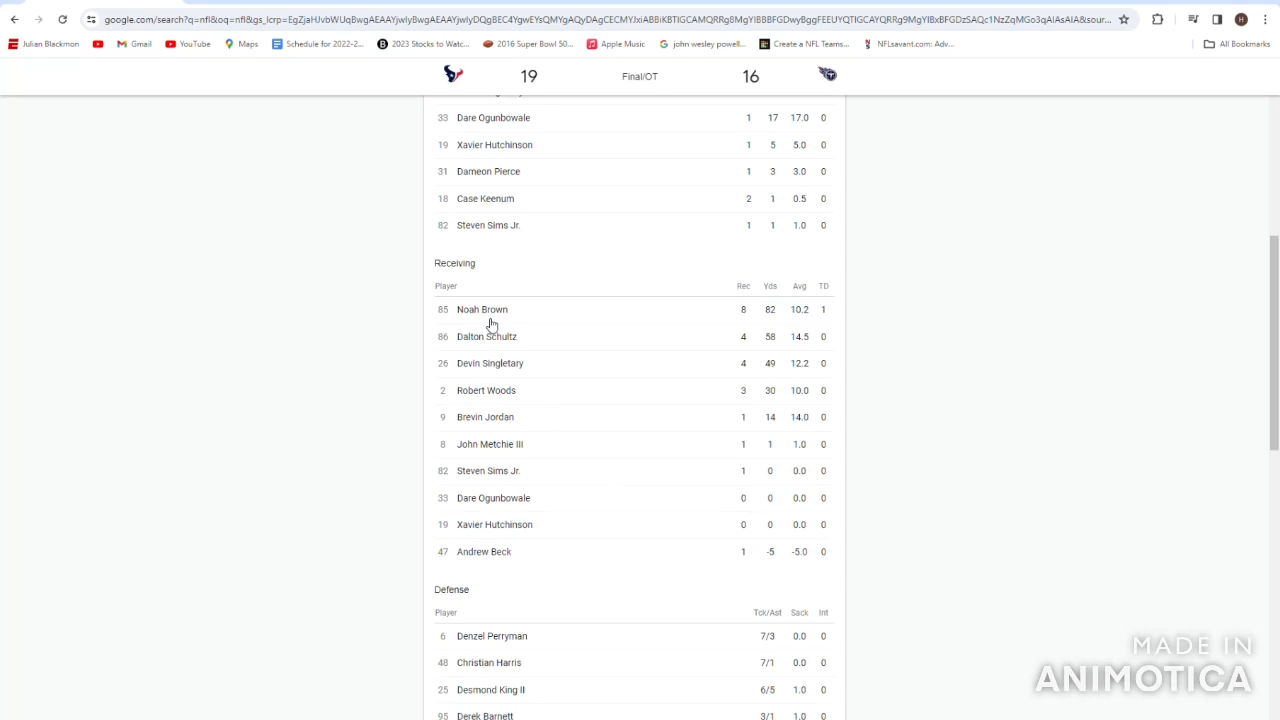 google.com/search?q=nfl&oq=nfl&gs_lcrp=EgZjaHJvbWUqBwgAEAAYjwIyBwgAEAAYjwIyDQgBEC4YgwEYsQMYgAQyDAgCECMYJxiABBiKBTIGCAMQRRg8MgYIBBBFGDwyBggFEEUYQTIGCAYQRRg9MgYIBxBFGDzSAQc1NzZqMGo3qAIAsAIA&sour...
Julian Blackmon Gmail YouTube Maps Schedule for 2022-2... 2023 Stocks to Watc... 2016 Super Bowl 50... Apple Music john wesley powell... Create a NFL Teams... NFLsavant.com: Adv... All Bookmarks
19 Final/OT 16
33 Dare Ogunbowale 1 17 17.0 0
19 Xavier Hutchinson 1 5 5.0 0
31 Dameon Pierce 1 3 3.0 0
18 Case Keenum 2 1 0.5 0
82 Steven Sims Jr. 1 1 1.0 0
Receiving
Player Rec Yds Avg TD
85 Noah Brown 8 82 10.2 1
86 Dalton Schultz 4 58 14.5 0
26 Devin Singletary 4 49 12.2 0
2 Robert Woods 3 30 10.0 0
9 Brevin Jordan 1 14 14.0 0
8 John Metchie III 1 1 1.0 0
82 Steven Sims Jr. 1 0 0.0 0
33 Dare Ogunbowale 0 0 0.0 0
19 Xavier Hutchinson 0 0 0.0 0
47 Andrew Beck 1 -5 -5.0 0
Defense
Player Tck/Ast Sack Int
6 Denzel Perryman 7/3 0.0 0
48 Christian Harris 7/1 0.0 0
25 Desmond King II 6/5 1.0 0
95 Derek Barnett 3/1 1.0 0
MADE IN
ANIMOTICA